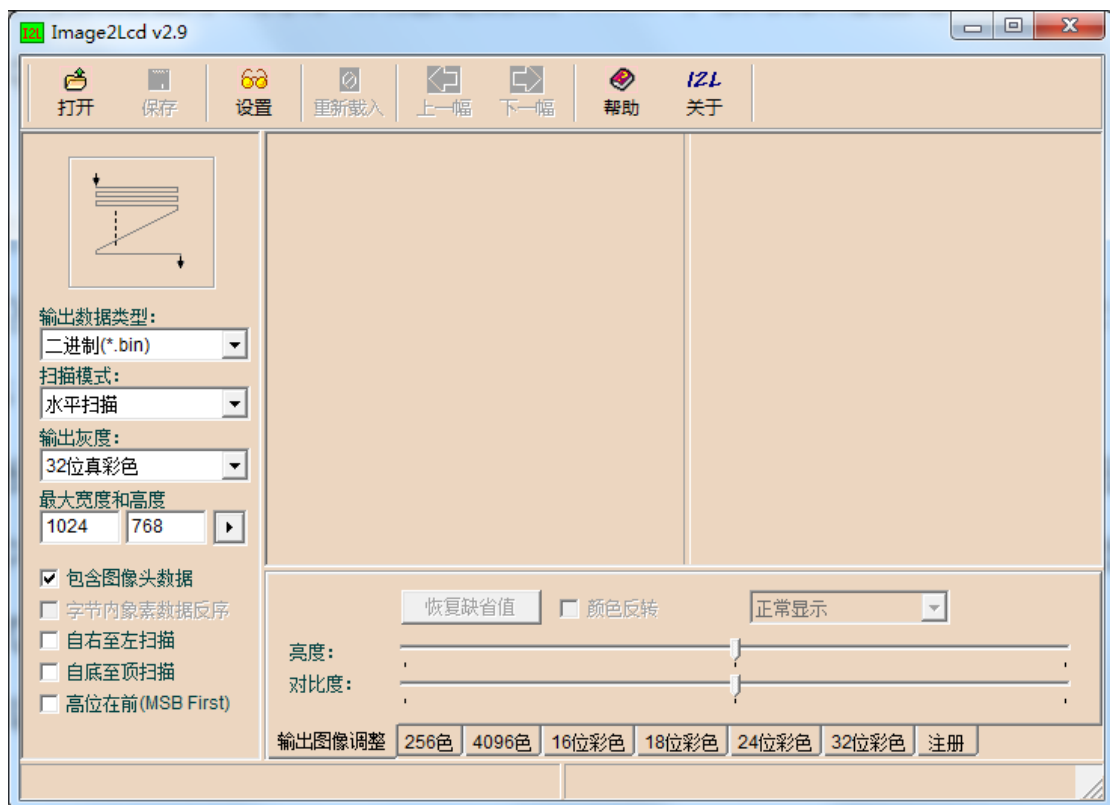 I2L Image2Lcd v2.9
打开 保存 设置 重新载入 上一幅 下一幅 帮助 I2L 关于
输出数据类型:
二进制(*.bin)
扫描模式:
水平扫描
输出灰度:
32位真彩色
最大宽度和高度
1024 768
包含图像头数据
字节内象素数据反序
自右至左扫描
自底至顶扫描
高位在前(MSB First)
恢复缺省值 颜色反转 正常显示
亮度:
对比度:
输出图像调整 256色 4096色 16位彩色 18位彩色 24位彩色 32位彩色 注册